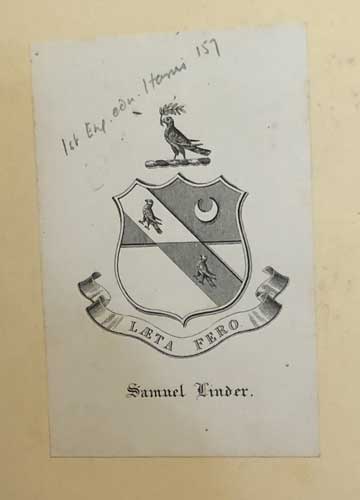 1st Eng. edn. Harris 157
LÆTA FERO
Samuel Linder.